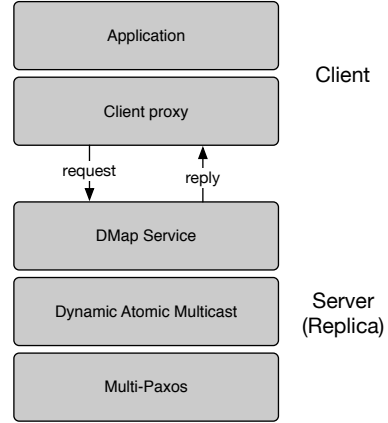 Application
Client
Client proxy
request
reply
DMap Service
Dynamic Atomic Multicast
Server
(Replica)
Multi-Paxos